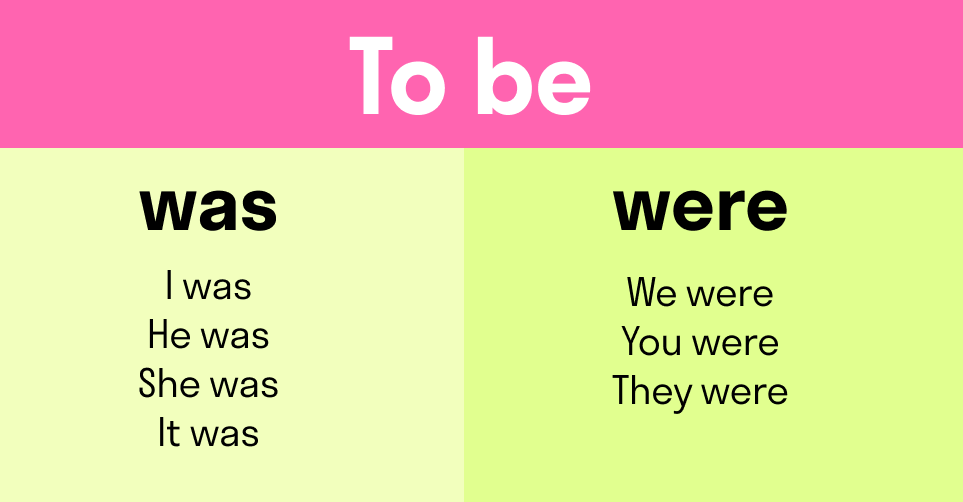 To be
was
I was
He was
She was
It was
were
We were
You were
They were